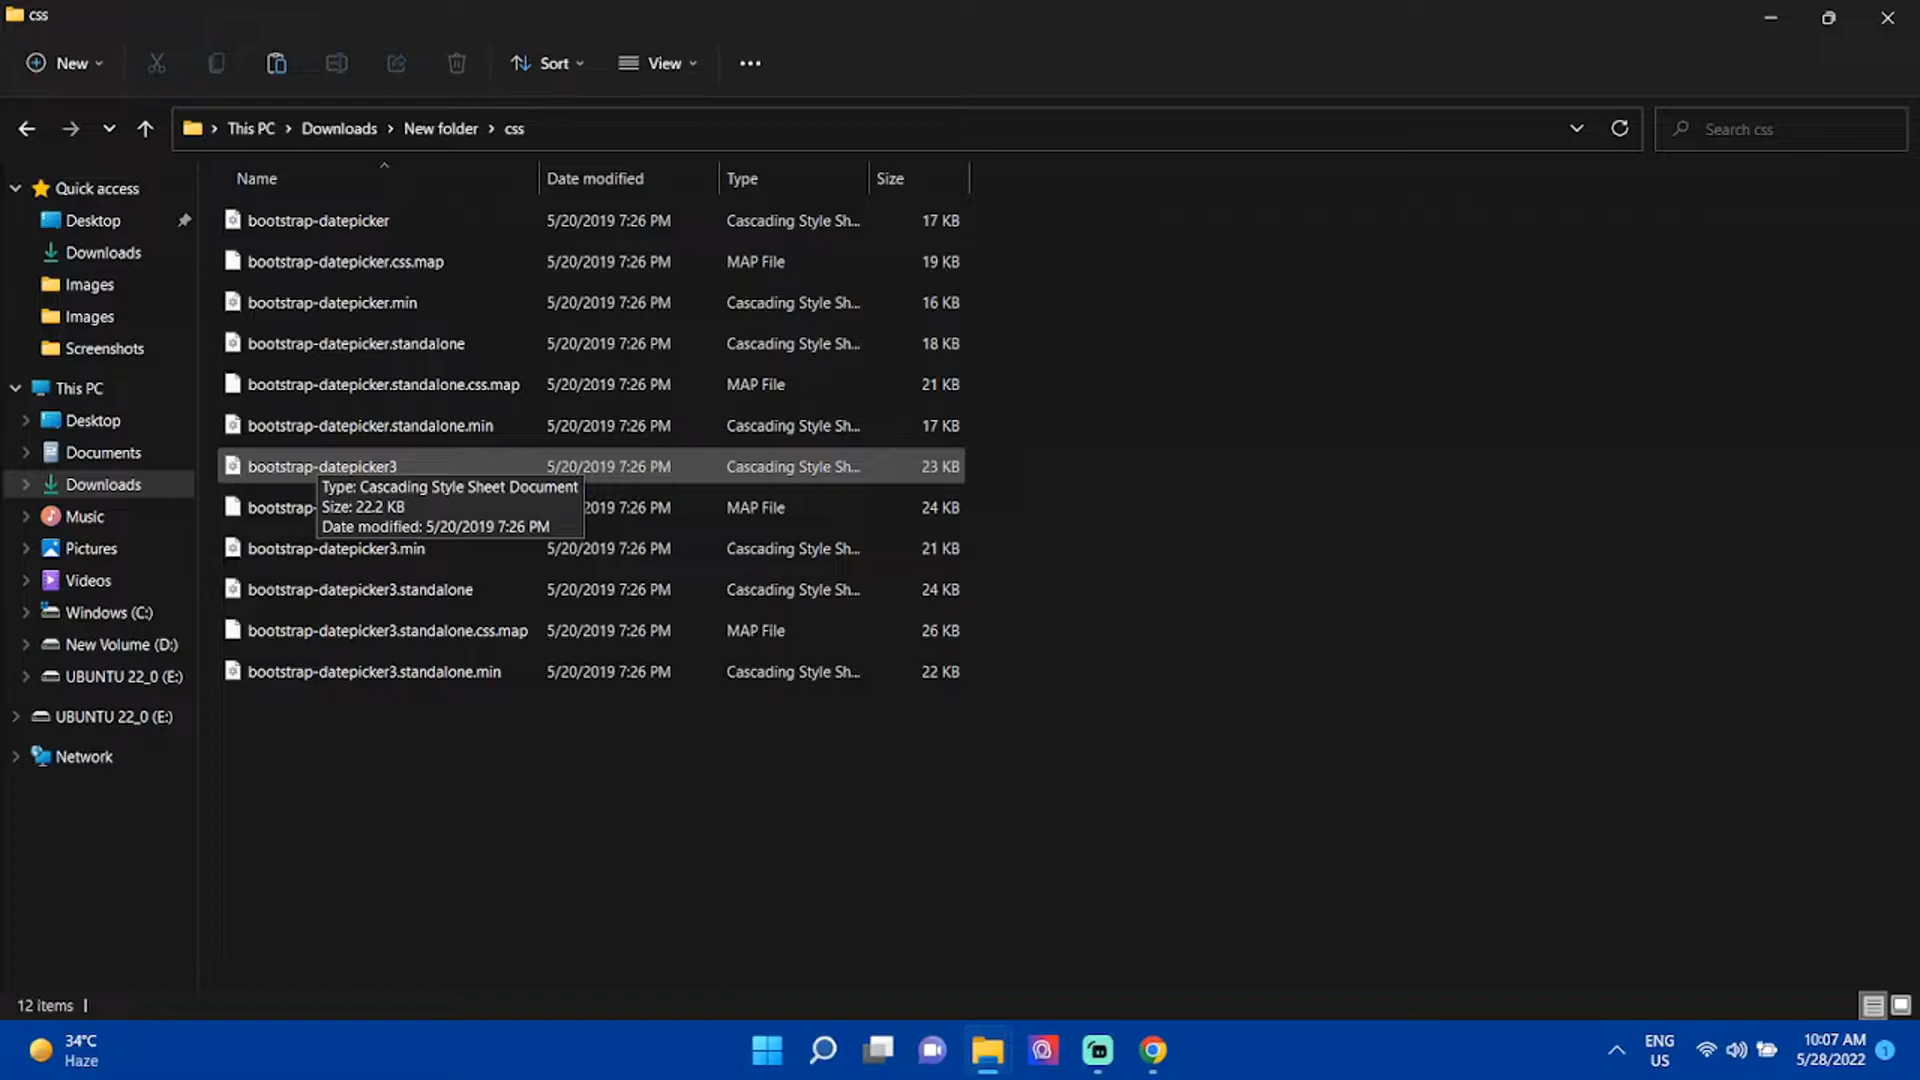 css
New
Sort
View
This PC
Downloads
New folder
css
Search css
Name
Date modified
Type
Size
Quick access
Desktop
Downloads
Images
Images
Screenshots
This PC
Desktop
Documents
Downloads
Music
Pictures
Videos
Windows (C:)
New Volume (D:)
UBUNTU 22_0 (E:)
UBUNTU 22_0 (E:)
Network
bootstrap-datepicker 5/20/2019 7:26 PM Cascading Style Sh... 17 KB
bootstrap-datepicker.css.map 5/20/2019 7:26 PM MAP File 19 KB
bootstrap-datepicker.min 5/20/2019 7:26 PM Cascading Style Sh... 16 KB
bootstrap-datepicker.standalone 5/20/2019 7:26 PM Cascading Style Sh... 18 KB
bootstrap-datepicker.standalone.css.map 5/20/2019 7:26 PM MAP File 21 KB
bootstrap-datepicker.standalone.min 5/20/2019 7:26 PM Cascading Style Sh... 17 KB
bootstrap-datepicker3 5/20/2019 7:26 PM Cascading Style Sh... 23 KB
Type: Cascading Style Sheet Document
Size: 22.2 KB
Date modified: 5/20/2019 7:26 PM
bootstrap- /20/2019 7:26 PM MAP File 24 KB
bootstrap-datepicker3.min 5/20/2019 7:26 PM Cascading Style Sh... 21 KB
bootstrap-datepicker3.standalone 5/20/2019 7:26 PM Cascading Style Sh... 24 KB
bootstrap-datepicker3.standalone.css.map 5/20/2019 7:26 PM MAP File 26 KB
bootstrap-datepicker3.standalone.min 5/20/2019 7:26 PM Cascading Style Sh... 22 KB
12 items
34°C
Haze
ENG
US
10:07 AM
5/28/2022
1